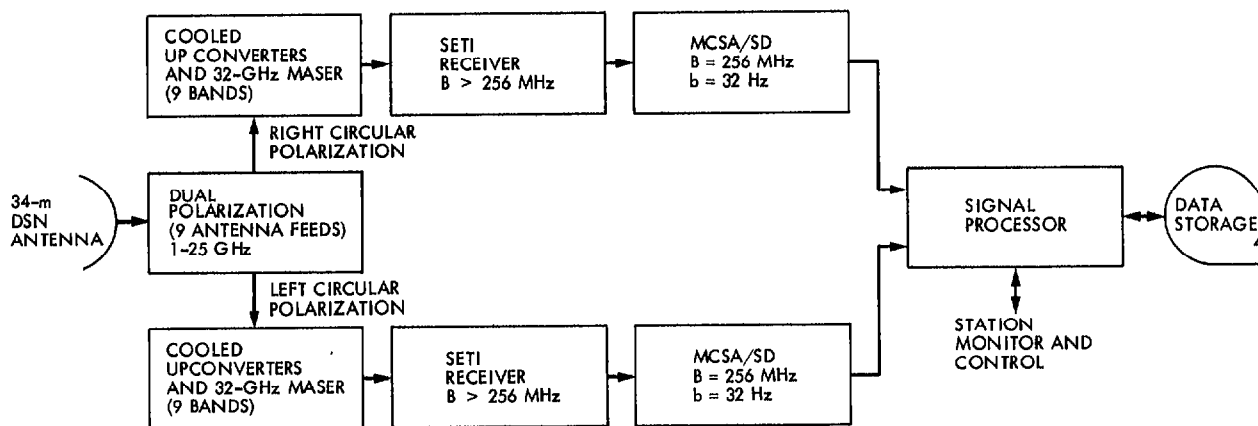 COOLED
UP CONVERTERS
AND 32-GHz MASER
(9 BANDS)
SETI
RECEIVER
B > 256 MHz
MCSA/SD
B = 256 MHz
b = 32 Hz
RIGHT CIRCULAR
POLARIZATION
34-m
DSN
ANTENNA
DUAL
POLARIZATION
(9 ANTENNA FEEDS)
1-25 GHz
SIGNAL
PROCESSOR
DATA
STORAGE
LEFT CIRCULAR
POLARIZATION
STATION
MONITOR AND
CONTROL
COOLED
UPCONVERTERS
AND 32-GHz MASER
(9 BANDS)
SETI
RECEIVER
B > 256 MHz
MCSA/SD
B = 256 MHz
b = 32 Hz